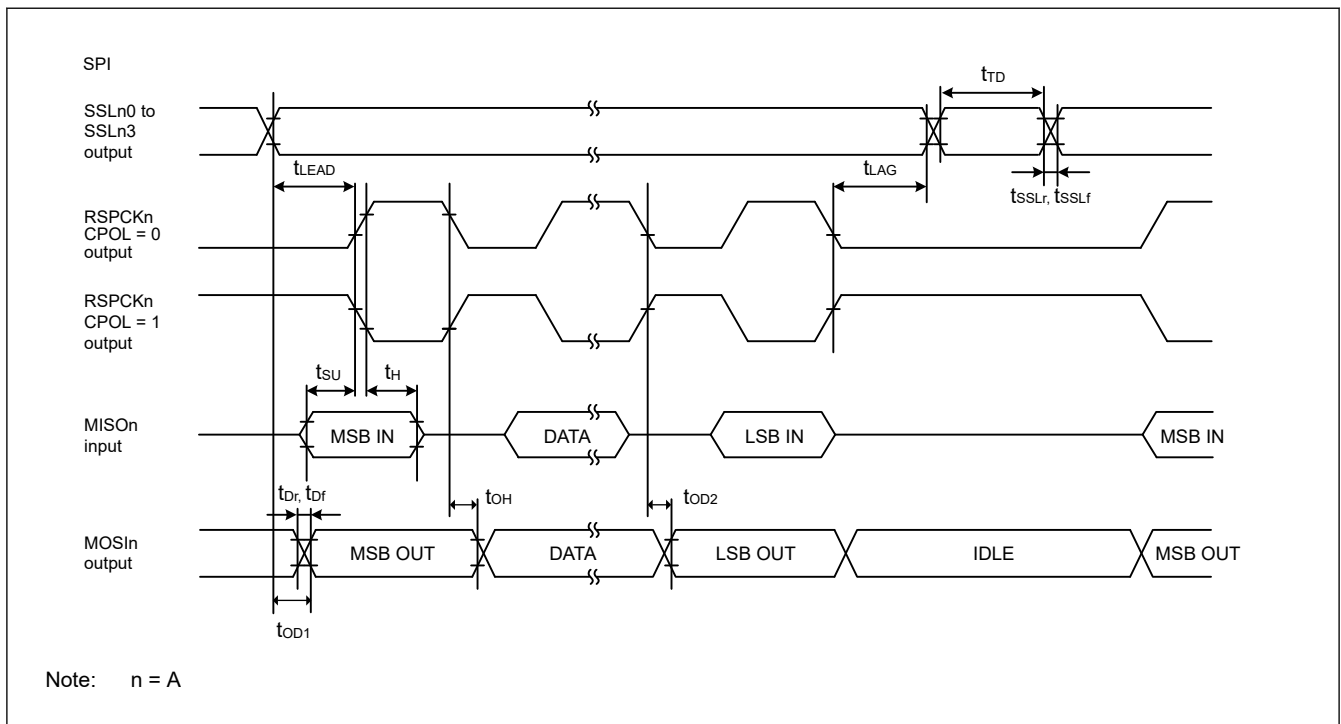 SPI
SSLn0 to
SSLn3
output
tTD
tLEAD
tLAG
tSSLr, tSSLf
RSPCKn
CPOL = 0
output
RSPCKn
CPOL = 1
output
tSU
tH
MISOn
input
MSB IN
DATA
LSB IN
MSB IN
tDr, tDf
tOH
tOD2
MOSIn
output
MSB OUT
DATA
LSB OUT
IDLE
MSB OUT
tOD1
Note: n = A